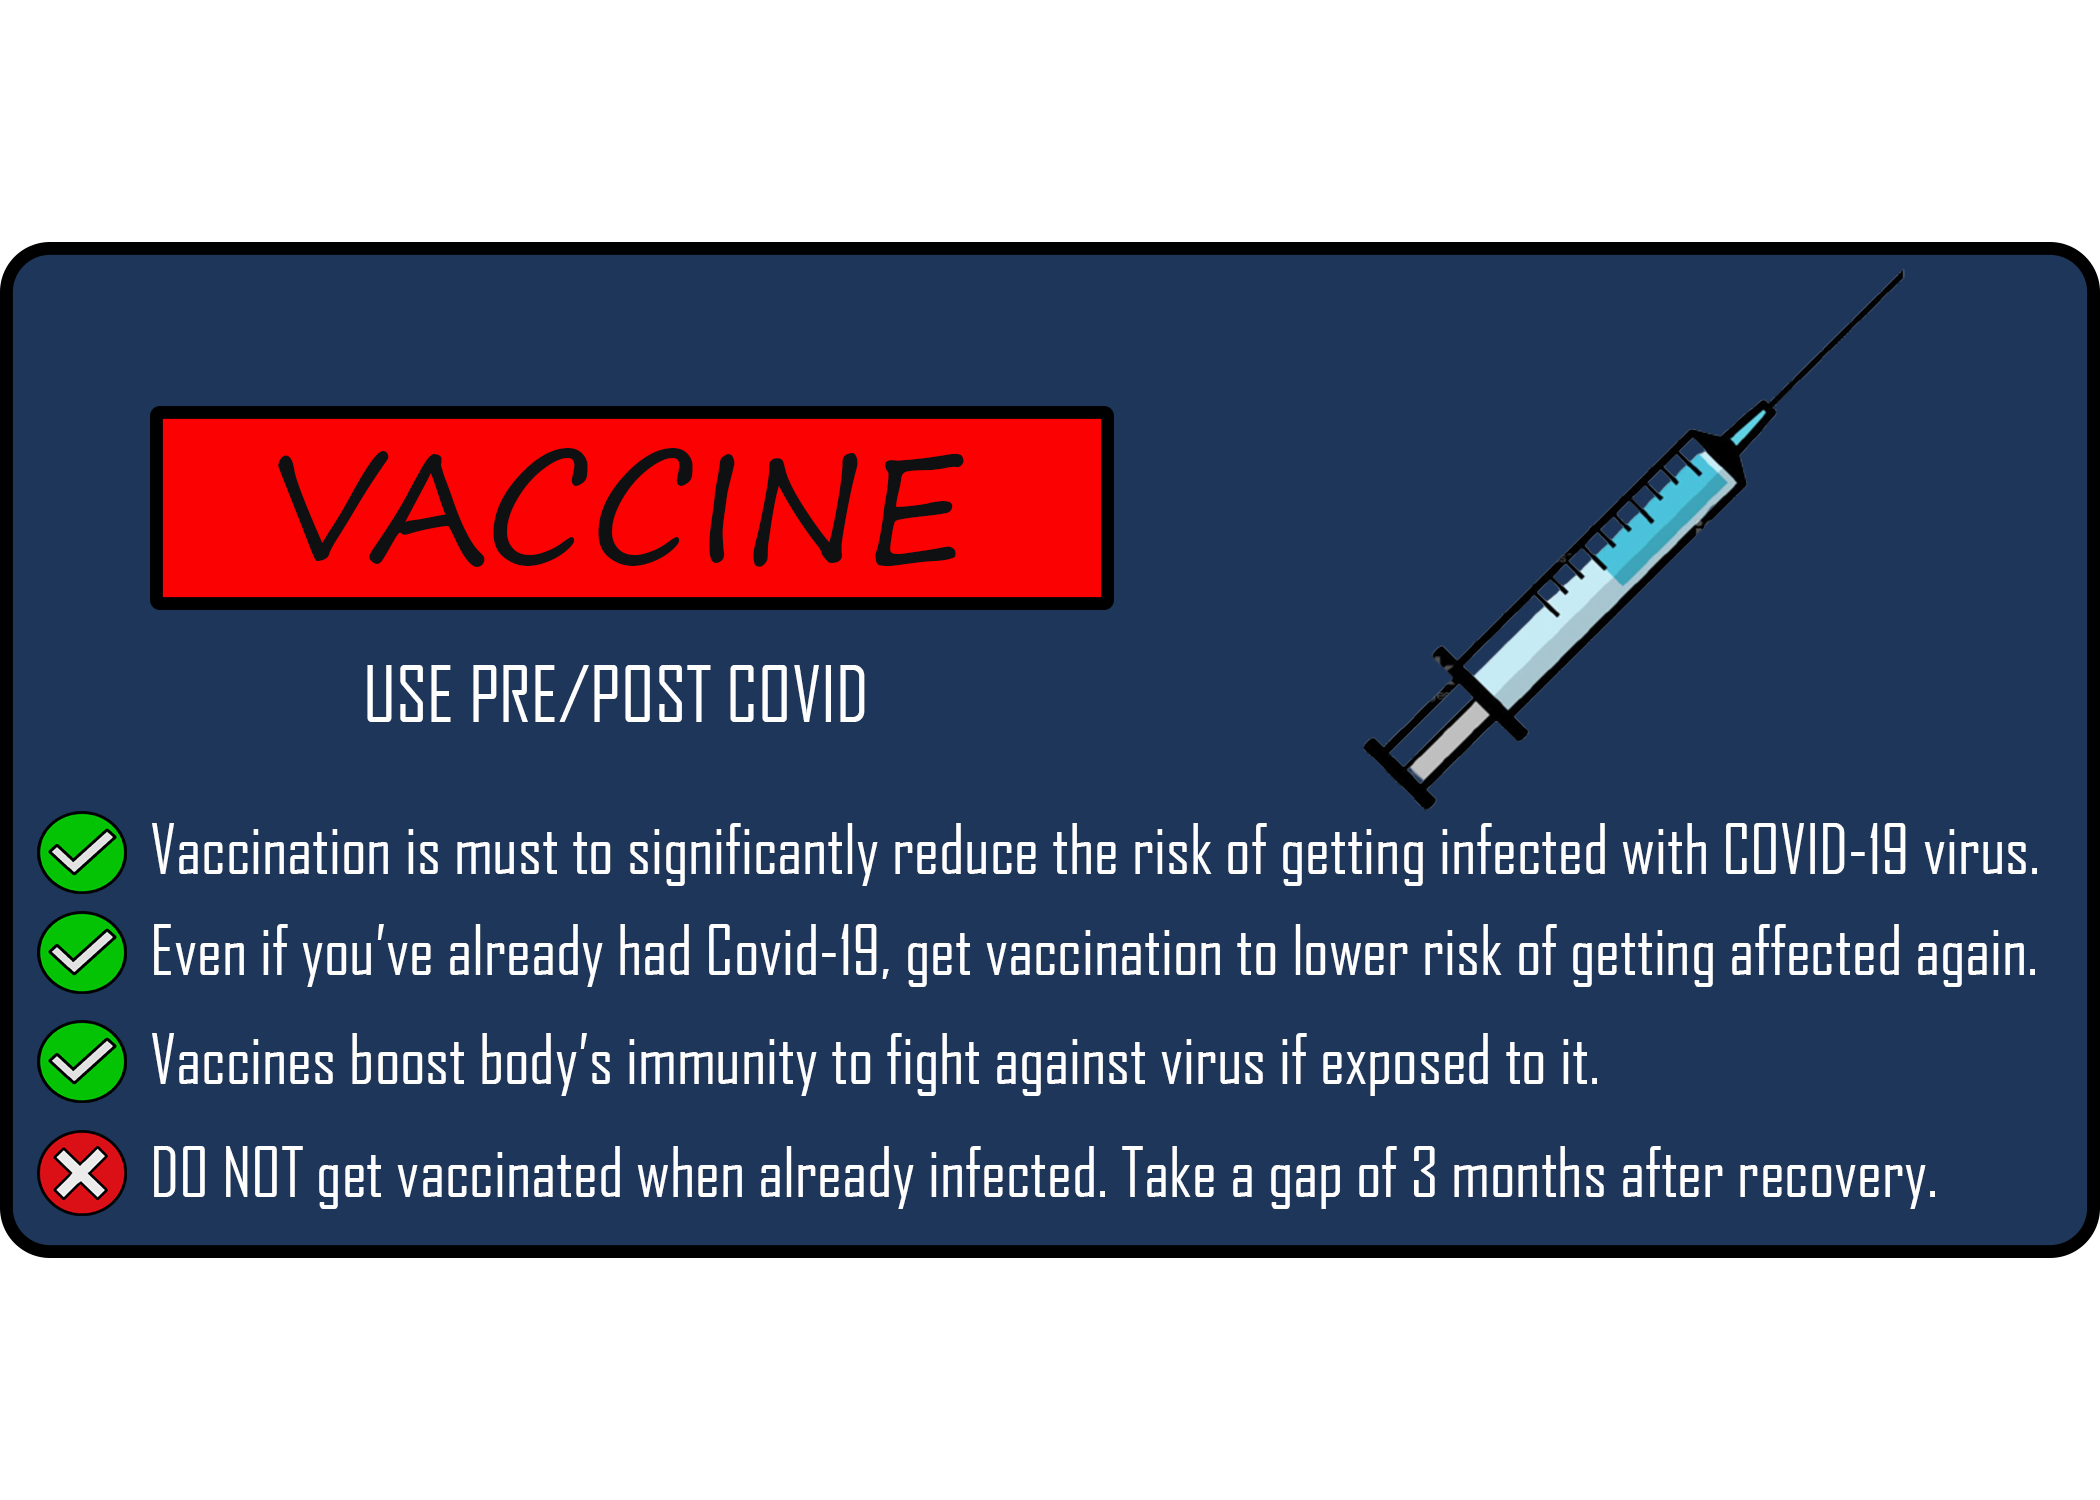 VACCINE
USE PRE/POST COVID
Vaccination is must to significantly reduce the risk of getting infected with COVID-19 virus.
Even if you've already had Covid-19, get vaccination to lower risk of getting affected again.
Vaccines boost body's immunity to fight against virus if exposed to it.
DO NOT get vaccinated when already infected. Take a gap of 3 months after recovery.